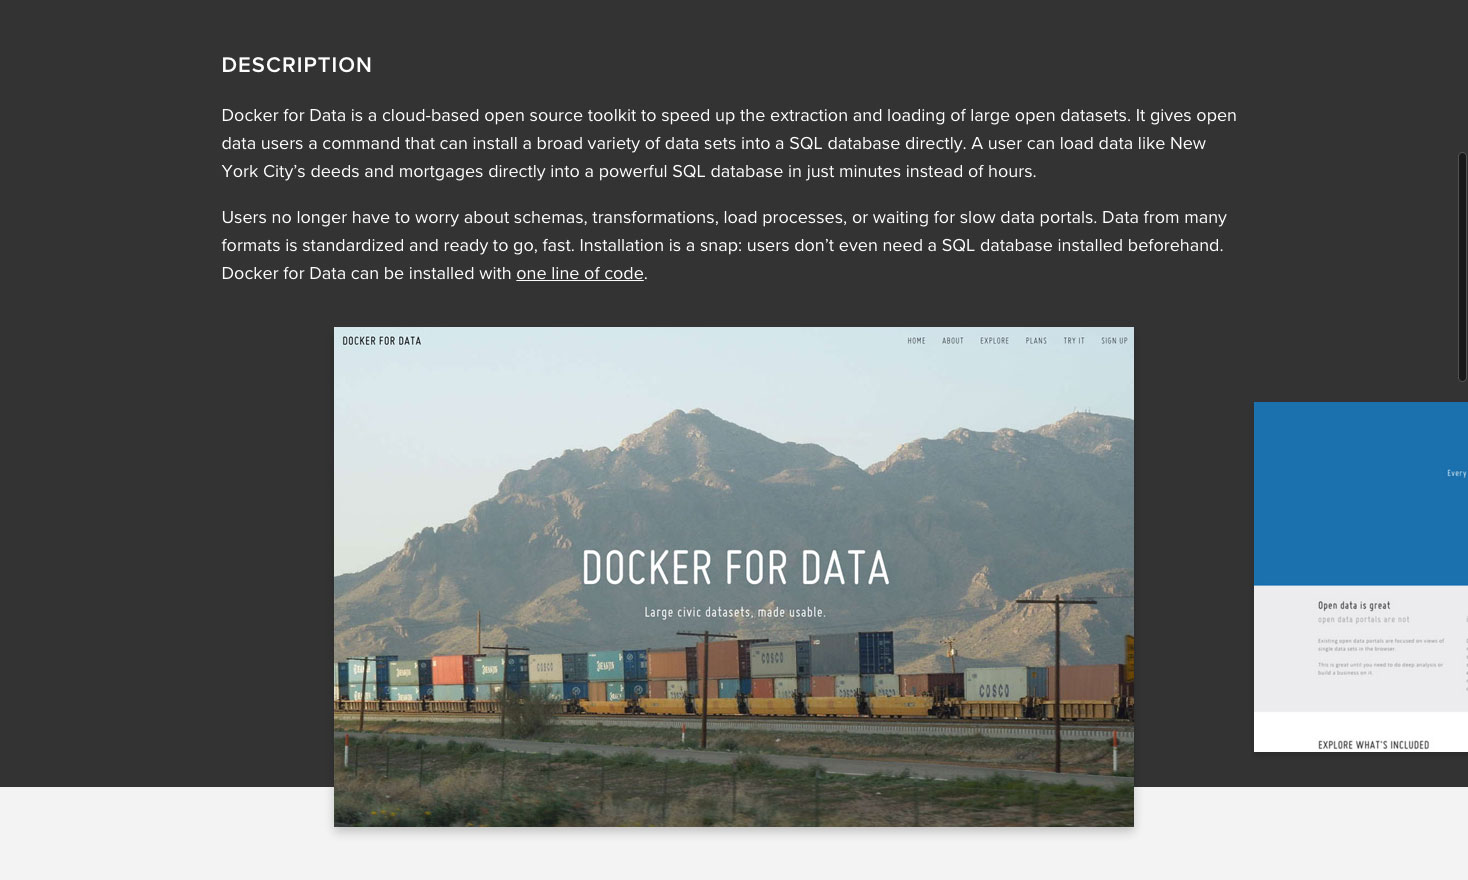 DESCRIPTION
Docker for Data is a cloud-based open source toolkit to speed up the extraction and loading of large open datasets. It gives open
data users a command that can install a broad variety of data sets into a SQL database directly. A user can load data like New
York City’s deeds and mortgages directly into a powerful SQL database in just minutes instead of hours.
Users no longer have to worry about schemas, transformations, load processes, or waiting for slow data portals. Data from many
formats is standardized and ready to go, fast. Installation is a snap: users don’t even need a SQL database installed beforehand.
Docker for Data can be installed with one line of code.
DOCKER FOR DATA
HOME ABOUT EXPLORE PLANS TRY IT SIGN UP
DOCKER FOR DATA
Large civic datasets, made usable.
COSCO
COSCO
Every
Open data is great
open data portals are not
Existing open data portals are focused on views of
single data sets in the browser.
This is great until you need to do deep analysis or
build a business on it.
EXPLORE WHAT'S INCLUDED